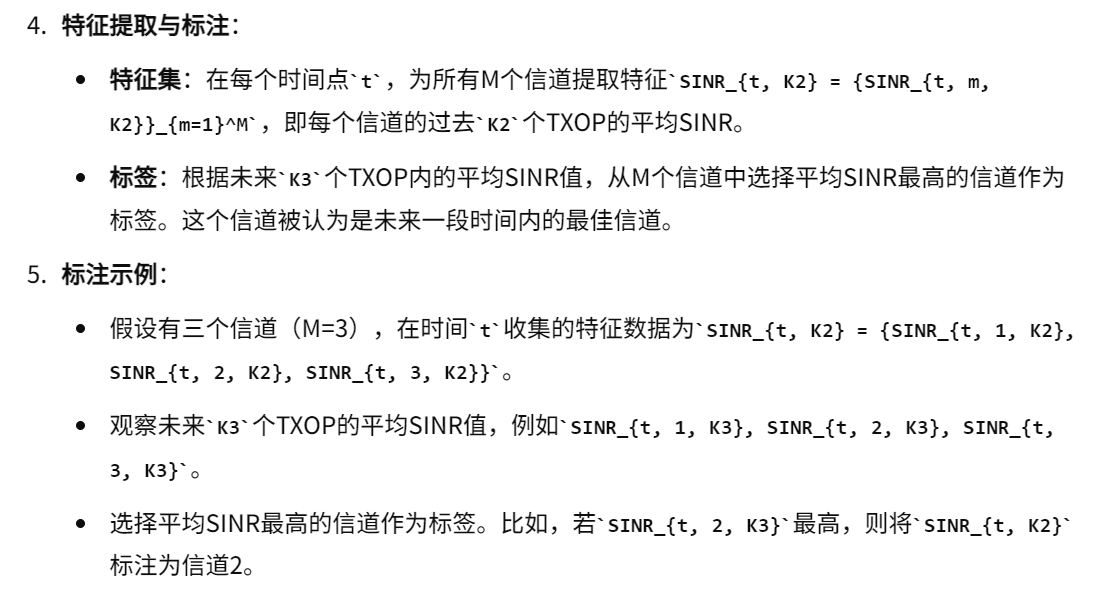 4. 特征提取与标注：
• 特征集：在每个时间点`t`，为所有M个信道提取特征`SINR_{t, K2} = {SINR_{t, m,
K2}}_{m=1}^M`，即每个信道的过去`K2`个TXOP的平均SINR。
• 标签：根据未来`K3`个TXOP内的平均SINR值，从M个信道中选择平均SINR最高的信道作为
标签。这个信道被认为是未来一段时间内的最佳信道。
5. 标注示例：
• 假设有三个信道（M=3），在时间`t`收集的特征数据为`SINR_{t, K2} = {SINR_{t, 1, K2},
SINR_{t, 2, K2}, SINR_{t, 3, K2}}`。
• 观察未来`K3`个TXOP的平均SINR值，例如`SINR_{t, 1, K3}, SINR_{t, 2, K3}, SINR_{t,
3, K3}`。
• 选择平均SINR最高的信道作为标签。比如，若`SINR_{t, 2, K3}`最高，则将`SINR_{t, K2}`
标注为信道2。